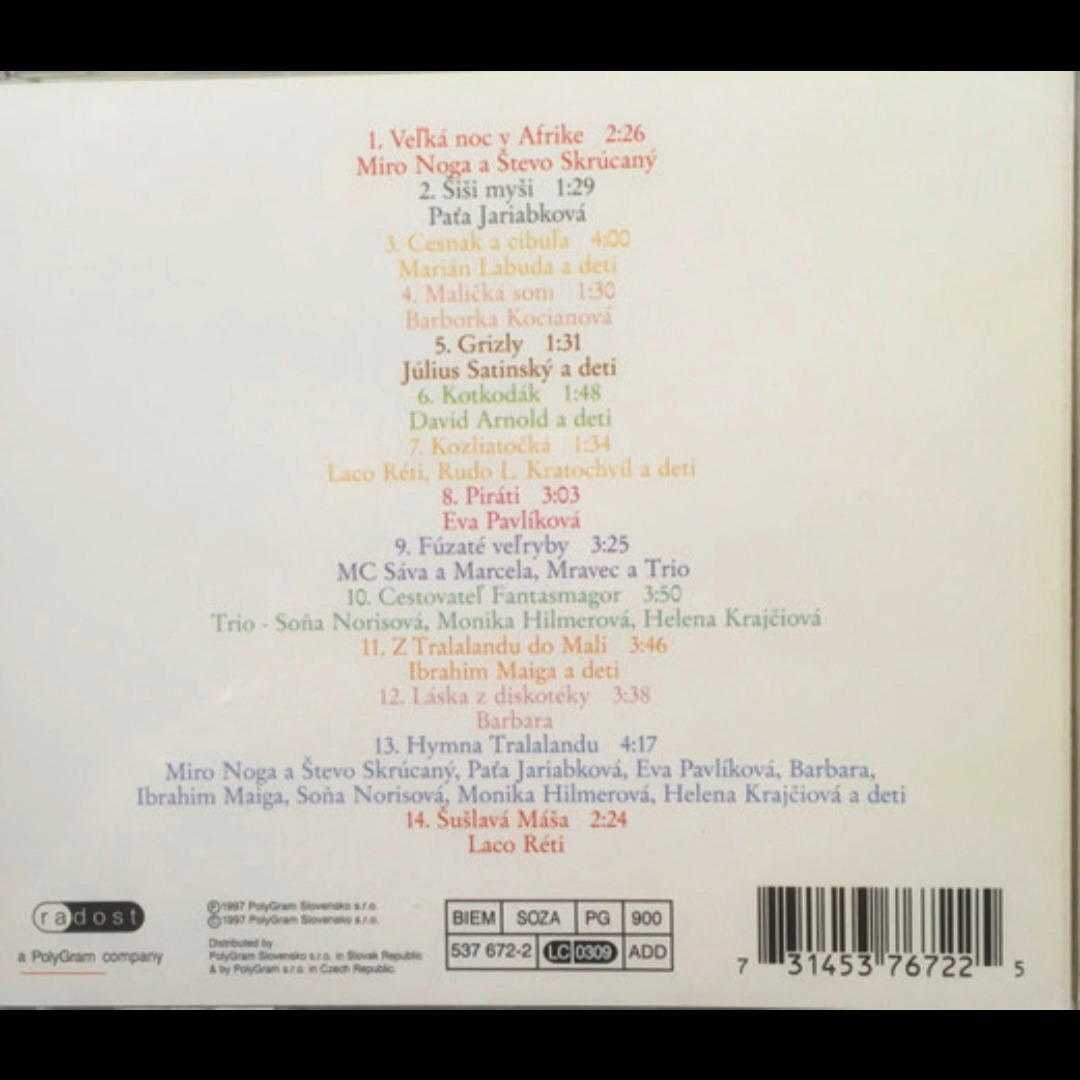 1. Veľká noc v Afrike 2:26
Miro Noga a Števo Skrúcaný
2. Šiši myši 1:29
Paťa Jariabková
3. Cesnak a cibuľa 4:00
Marián Labuda a deti
4. Malička som 1:30
Barborka Kocianová
5. Grizly 1:31
Július Satinský a deti
6. Kotkodák 1:48
David Arnold a deti
7. Kozliatočká 1:34
Laco Réti, Rudo L. Kratochvíl a deti
8. Piráti 3:03
Eva Pavlíková
9. Fúzaté veľryby 3:25
MC Sáva a Marcela, Mravec a Trio
10. Cestovateľ Fantasmagor 3:50
Trio - Soňa Norisová, Monika Hilmerová, Helena Krajčiová
11. Z Tralalandu do Mali 3:46
Ibrahim Maiga a deti
12. Láska z diskotéky 3:38
Barbara
13. Hymna Tralalandu 4:17
Miro Noga a Števo Skrúcaný, Paťa Jariabková, Eva Pavlíková, Barbara,
Ibrahim Maiga, Soňa Norisová, Monika Hilmerová, Helena Krajčiová a deti
14. Šušlavá Máša 2:24
Laco Réti
radost
a PolyGram company
℗1997 PolyGram Slovensko s.r.o.
©1997 PolyGram Slovensko s.r.o.
Distributed by
PolyGram Slovensko s.r.o. in Slovak Republic
& by PolyGram s.r.o. in Czech Republic
BIEM SOZA PG 900
537 672-2 LC 0309 ADD
7 31453 76722 5